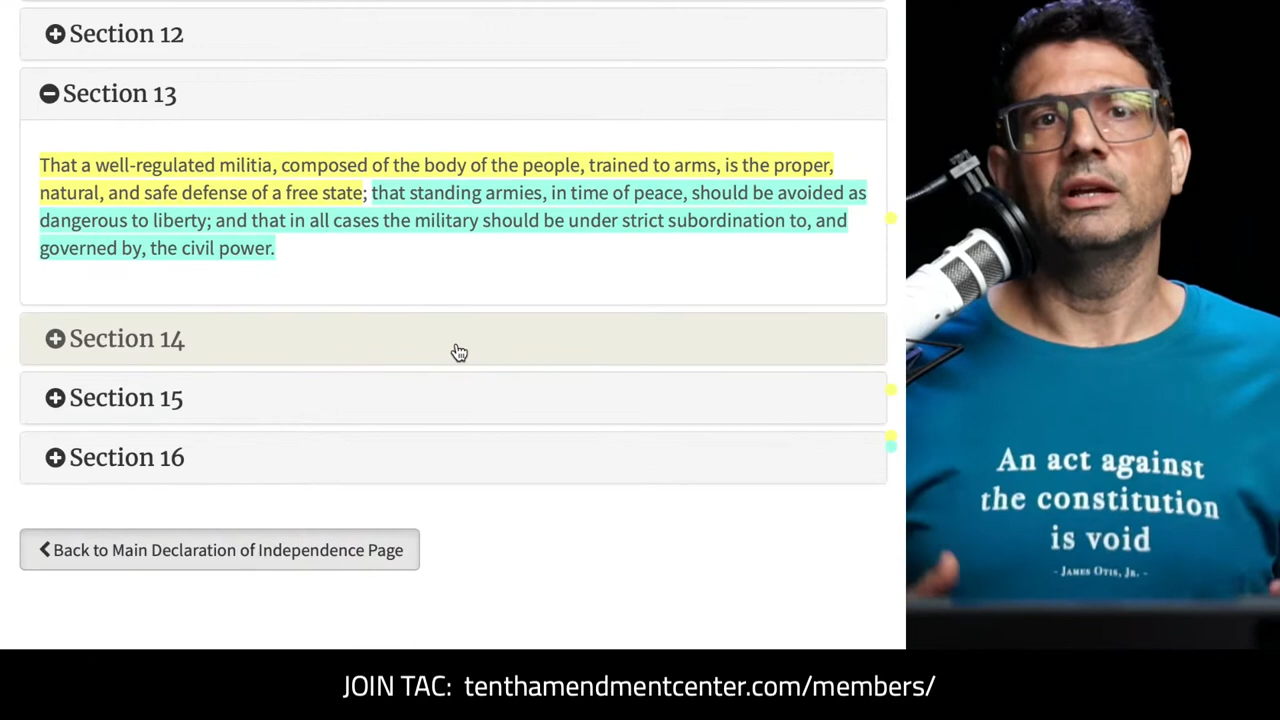 Section 12
Section 13
That a well-regulated militia, composed of the body of the people, trained to arms, is the proper,
natural, and safe defense of a free state; that standing armies, in time of peace, should be avoided as
dangerous to liberty; and that in all cases the military should be under strict subordination to, and
governed by, the civil power.
Section 14
Section 15
Section 16
Back to Main Declaration of Independence Page
An act against
the constitution
is void
- James Otis, Jr. -
JOIN TAC: tenthamendmentcenter.com/members/